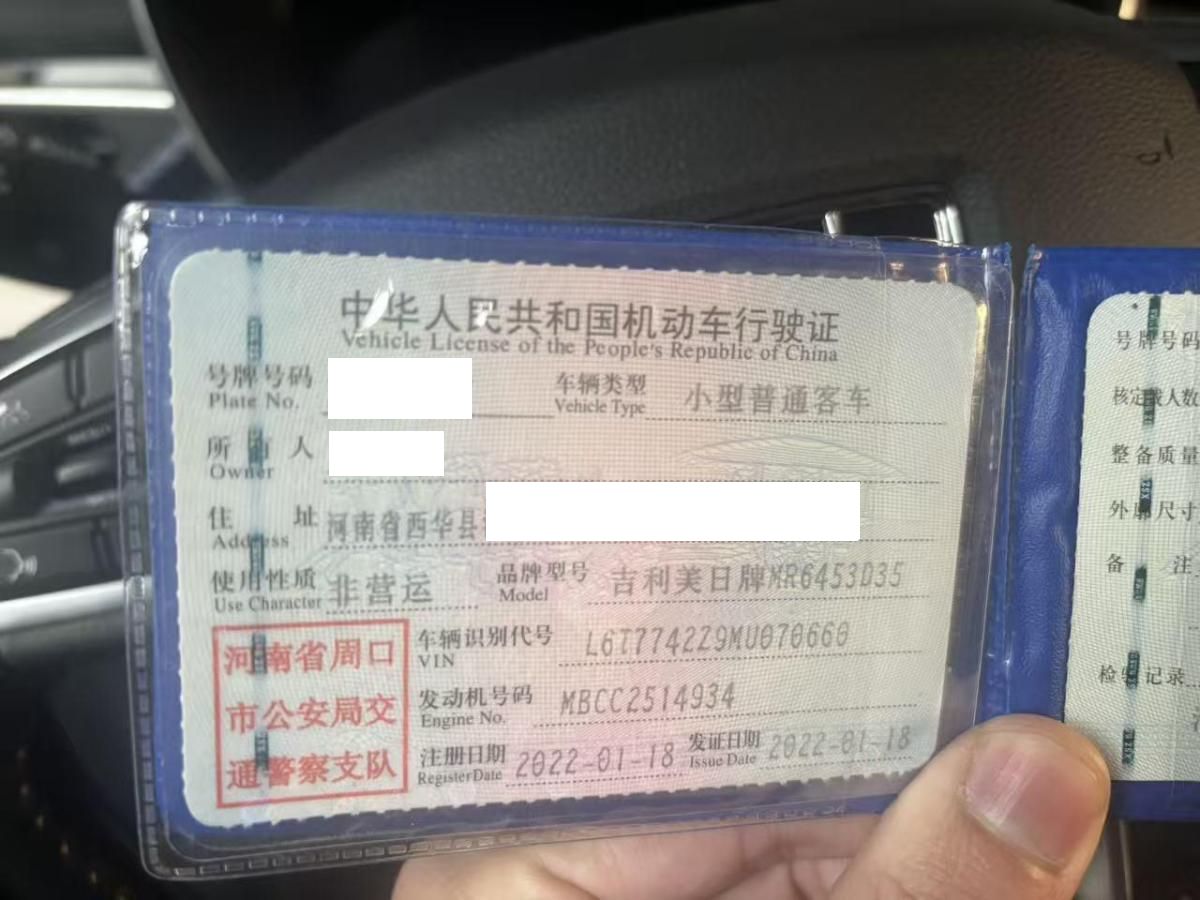 中华人民共和国机动车行驶证
Vehicle License of the People's Republic of China
号牌号码
Plate No.
车辆类型 小型普通客车
Vehicle Type
所有人
Owner
住址 河南省西华县
Address
使用性质 非营运
Use Character
品牌型号 吉利美日牌MR6453D35
Model
车辆识别代号 L6T7742Z9MU070660
VIN
发动机号码 MBCC2514934
Engine No.
注册日期 2022-01-18
Register Date
发证日期 2022-01-18
Issue Date
河南省周口
市公安局交
通警察支队
号牌号码
核定载人数
整备质量
外廓尺寸
备注
检验记录